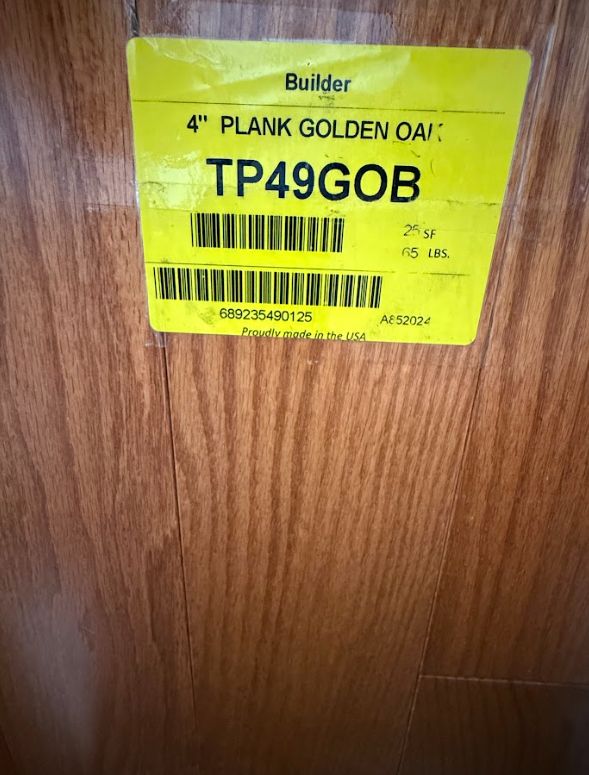 Builder
4" PLANK GOLDEN OAK
TP49GOB
25 SF
65 LBS.
689235490125 A852024
Proudly made in the USA